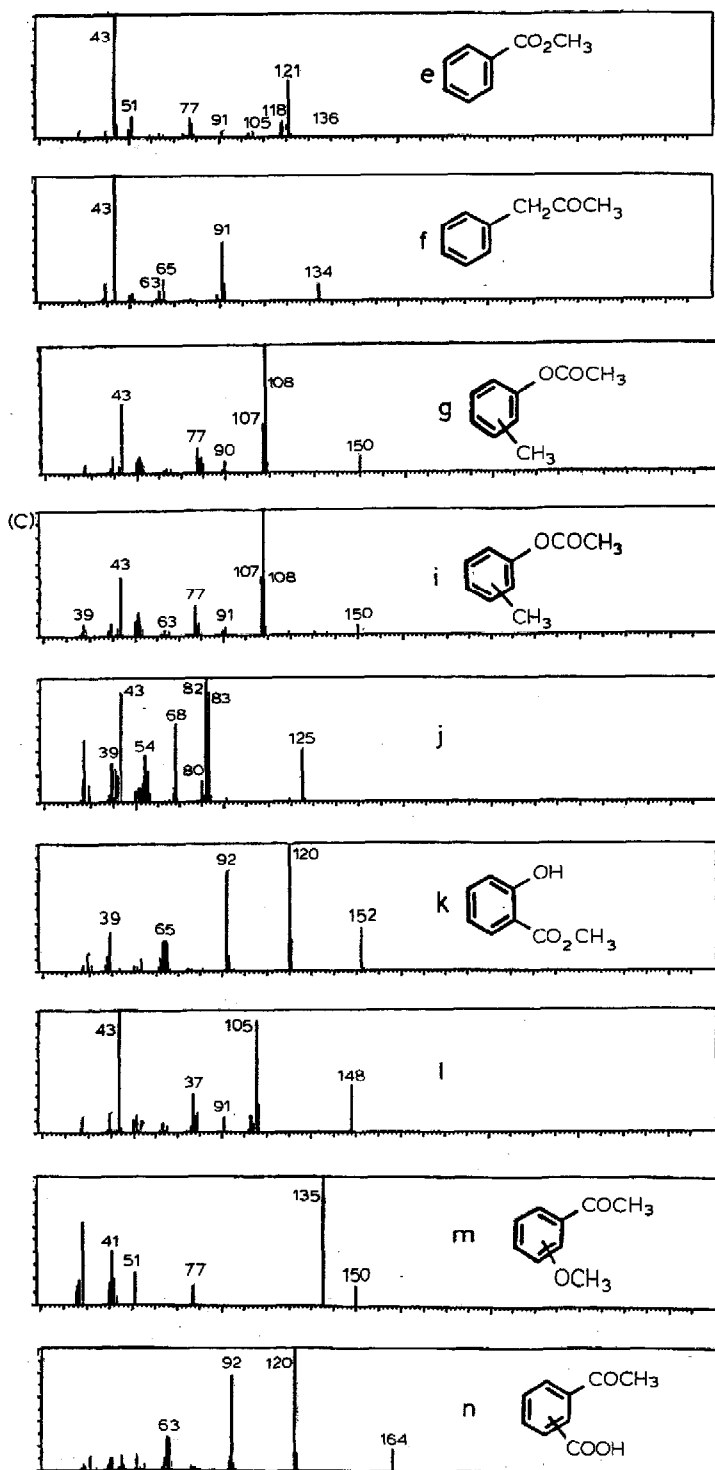 43
51
77
91
105
118
121
136
e
CO2CH3
43
63
65
91
134
f
CH2COCH3
43
77
90
107
108
150
g
OCOCH3
CH3
(C)
39
43
63
77
91
107
108
150
i
OCOCH3
CH3
39
43
54
68
80
82
83
125
j
39
65
92
120
152
k
OH
CO2CH3
43
37
91
105
148
l
41
51
77
135
150
m
COCH3
OCH3
63
92
120
164
n
COCH3
COOH